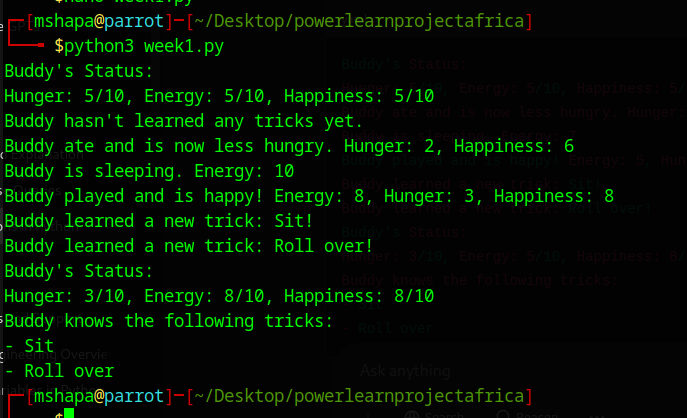 ┌─[mshapa@parrot]─[~/Desktop/powerlearnprojectafrica]
└──╼ $python3 week1.py
Buddy's Status:
Hunger: 5/10, Energy: 5/10, Happiness: 5/10
Buddy hasn't learned any tricks yet.
Buddy ate and is now less hungry. Hunger: 2, Happiness: 6
Buddy is sleeping. Energy: 10
Buddy played and is happy! Energy: 8, Hunger: 3, Happiness: 8
Buddy learned a new trick: Sit!
Buddy learned a new trick: Roll over!
Buddy's Status:
Hunger: 3/10, Energy: 8/10, Happiness: 8/10
Buddy knows the following tricks:
- Sit
- Roll over
┌─[mshapa@parrot]─[~/Desktop/powerlearnprojectafrica]
Ask anything
Search
Reason